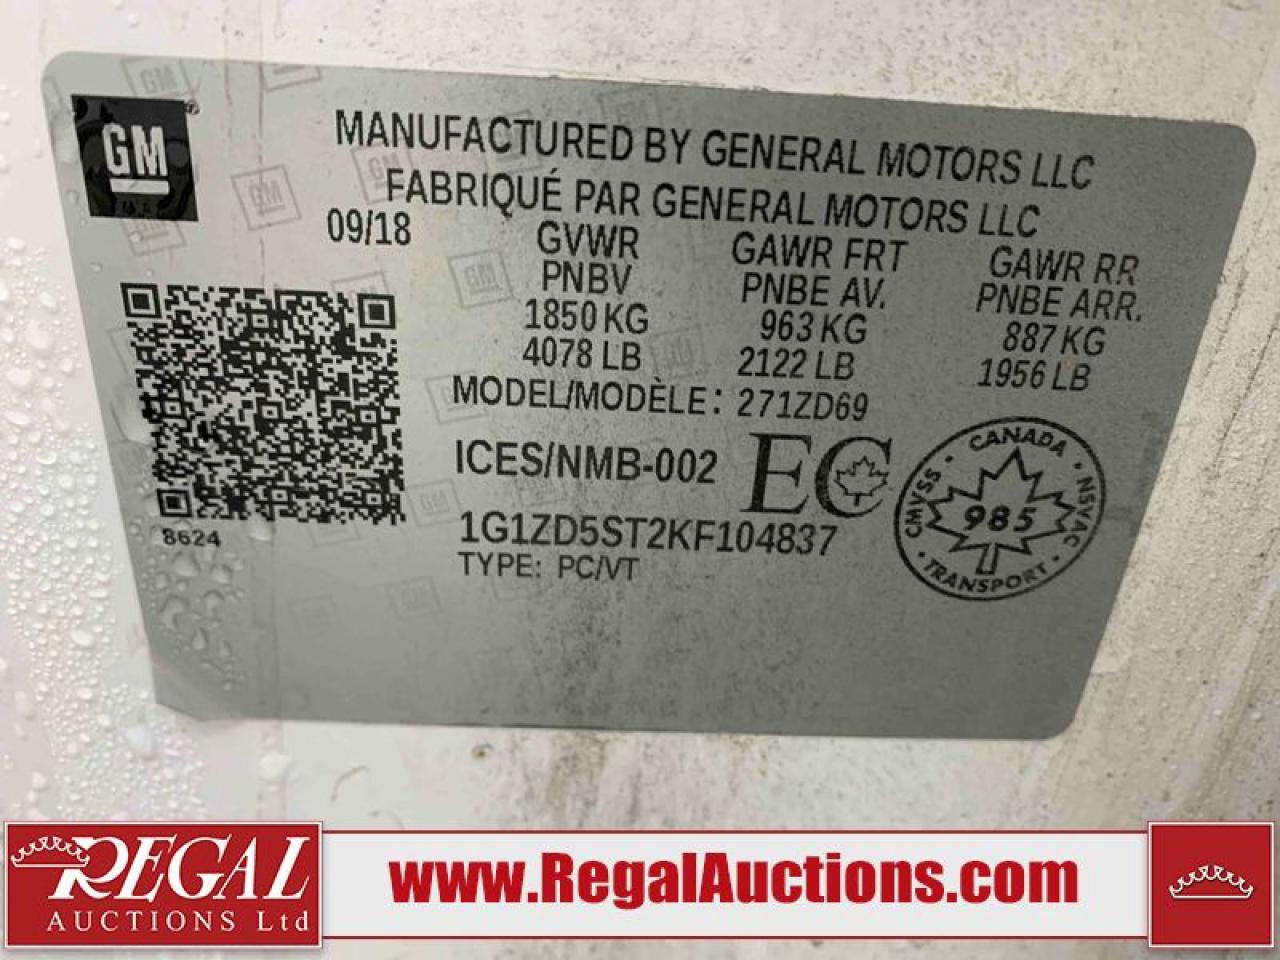 GM
MANUFACTURED BY GENERAL MOTORS LLC
FABRIQUÉ PAR GENERAL MOTORS LLC
09/18
GVWR GAWR FRT GAWR RR
PNBV PNBE AV. PNBE ARR.
1850 KG 963 KG 887 KG
4078 LB 2122 LB 1956 LB
MODEL/MODÈLE: 271ZD69
ICES/NMB-002 EC
8624
1G1ZD5ST2KF104837
TYPE: PC/VT
CANADA
CMVSS · NSVAC
985
TRANSPORT
REGAL
AUCTIONS Ltd
www.RegalAuctions.com